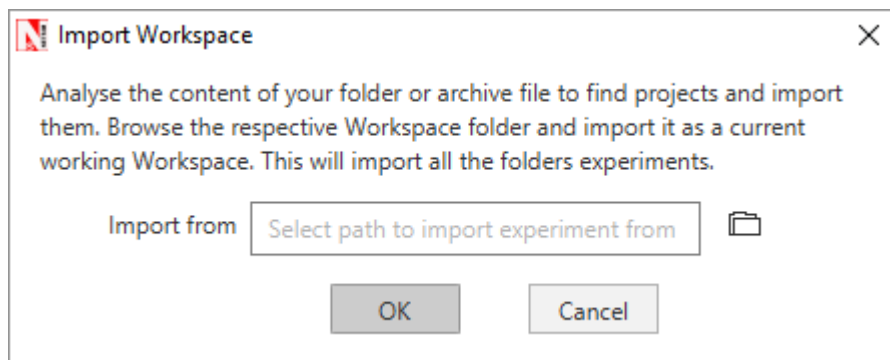 Import Workspace
Analyse the content of your folder or archive file to find projects and import
them. Browse the respective Workspace folder and import it as a current
working Workspace. This will import all the folders experiments.
Import from
Select path to import experiment from
OK
Cancel